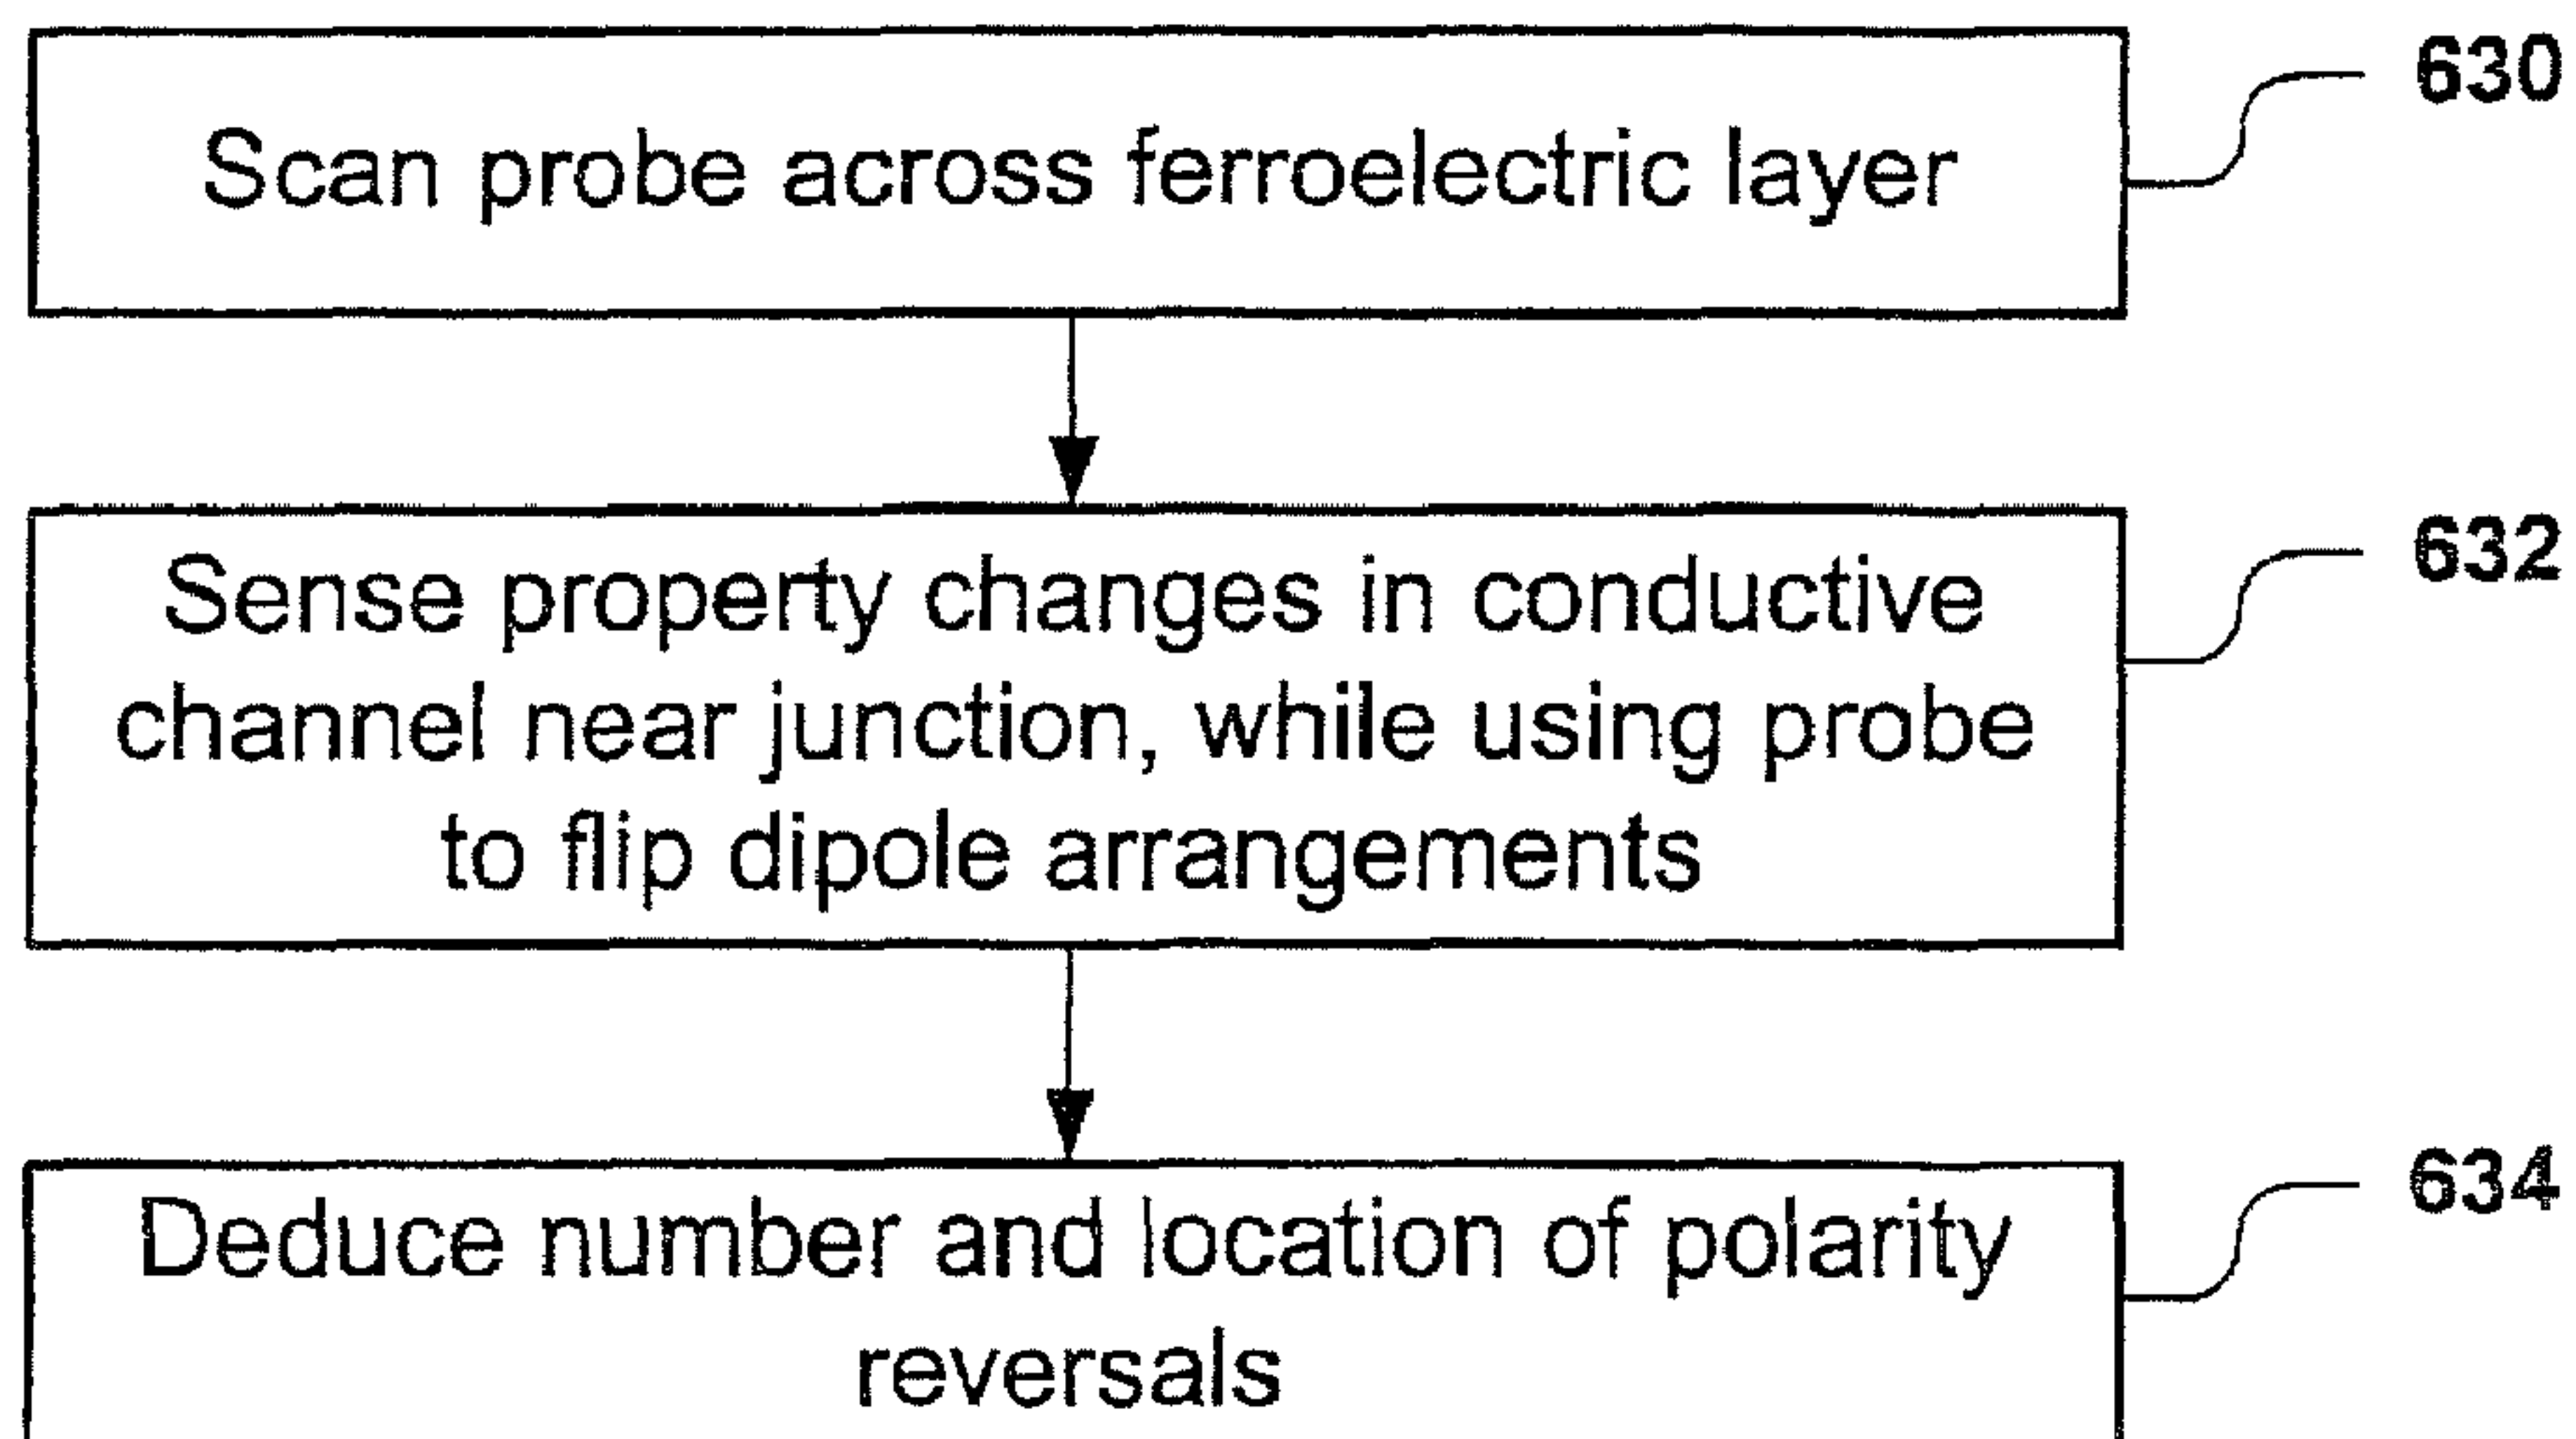 630
Scan probe across ferroelectric layer
632
Sense property changes in conductive
channel near junction, while using probe
to flip dipole arrangements
634
Deduce number and location of polarity
reversals